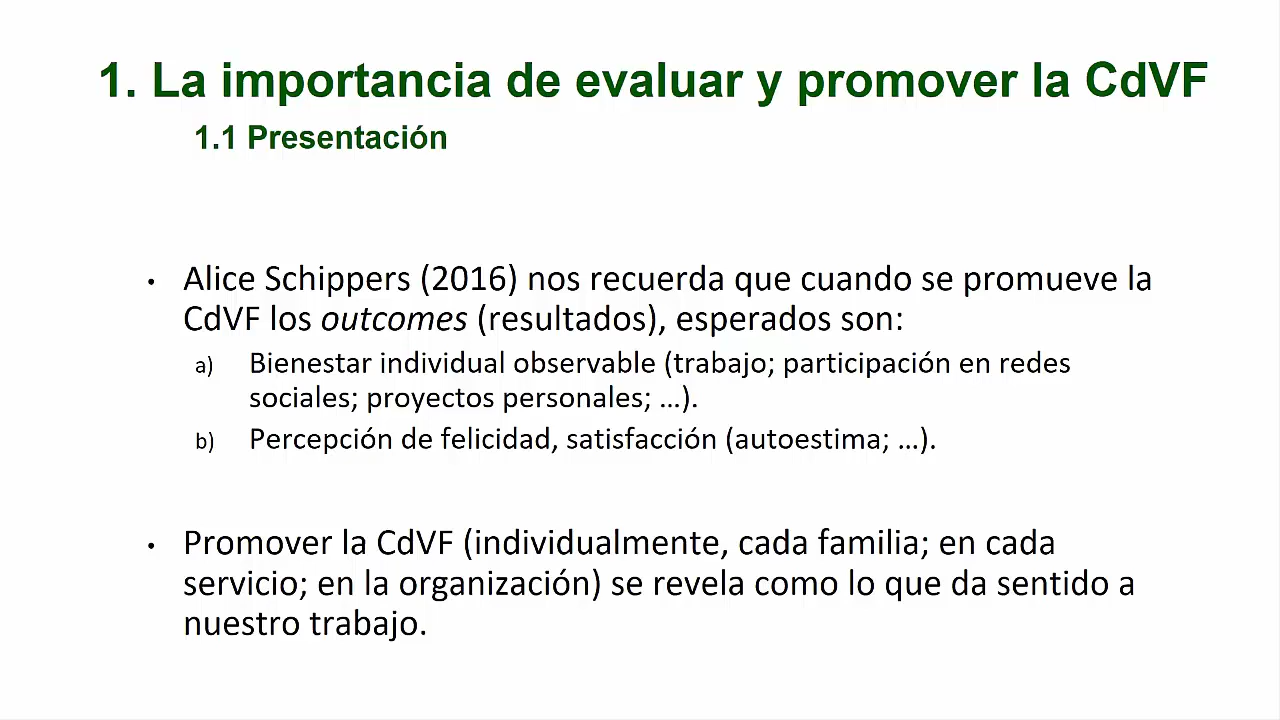 1. La importancia de evaluar y promover la CdVF
1.1 Presentación
• Alice Schippers (2016) nos recuerda que cuando se promueve la
CdVF los outcomes (resultados), esperados son:
a) Bienestar individual observable (trabajo; participación en redes
sociales; proyectos personales; ...).
b) Percepción de felicidad, satisfacción (autoestima; ...).
• Promover la CdVF (individualmente, cada familia; en cada
servicio; en la organización) se revela como lo que da sentido a
nuestro trabajo.